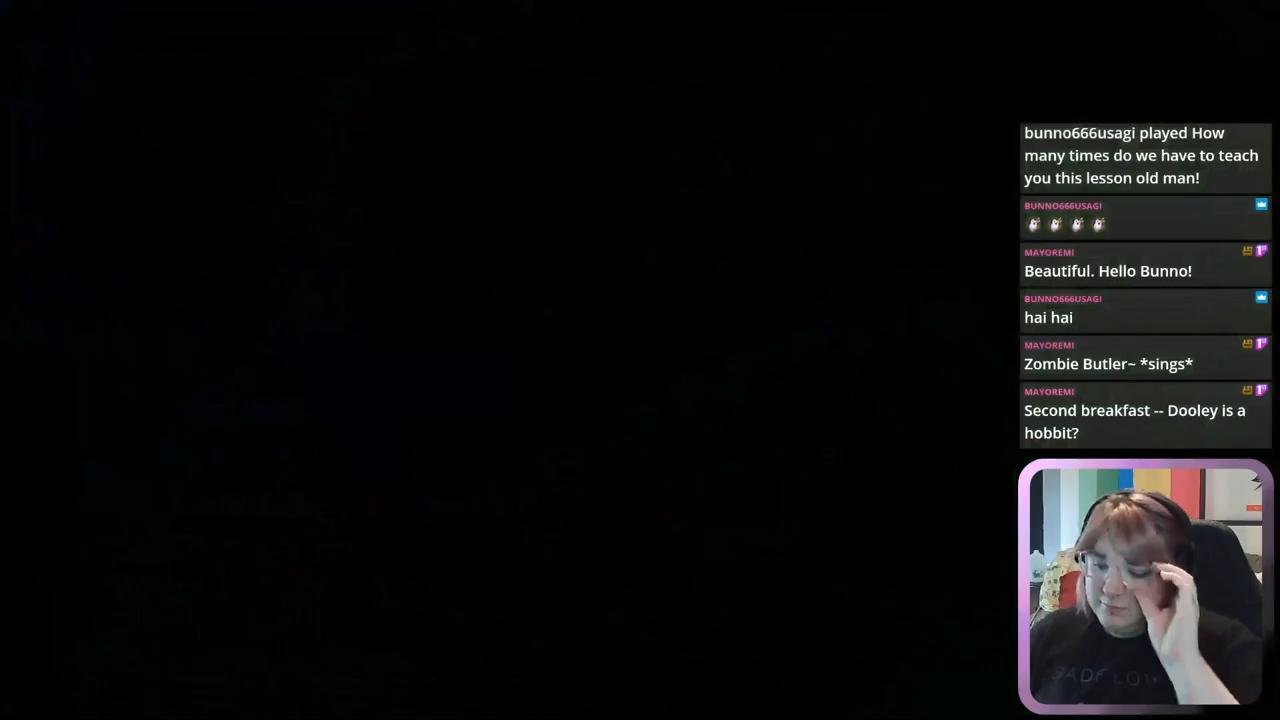 bunno666usagi played How
many times do we have to teach
you this lesson old man!
BUNNO666USAGI
MAYOREMI
Beautiful. Hello Bunno!
BUNNO666USAGI
hai hai
MAYOREMI
Zombie Butler~ *sings*
MAYOREMI
Second breakfast -- Dooley is a
hobbit?